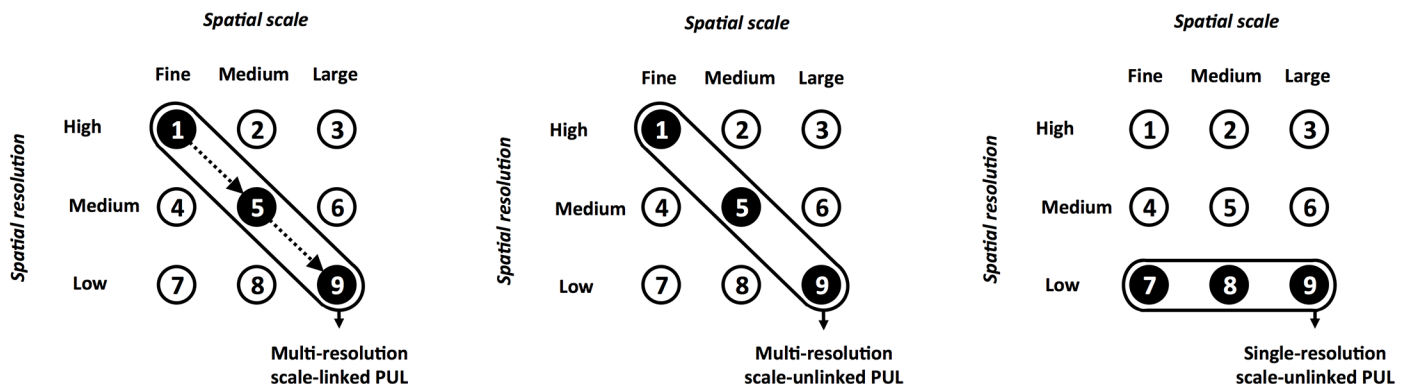 Spatial scale
Fine Medium Large
Spatial resolution
High 1 2 3
Medium 4 5 6
Low 7 8 9
Multi-resolution
scale-linked PUL
Spatial scale
Fine Medium Large
Spatial resolution
High 1 2 3
Medium 4 5 6
Low 7 8 9
Multi-resolution
scale-unlinked PUL
Spatial scale
Fine Medium Large
Spatial resolution
High 1 2 3
Medium 4 5 6
Low 7 8 9
Single-resolution
scale-unlinked PUL